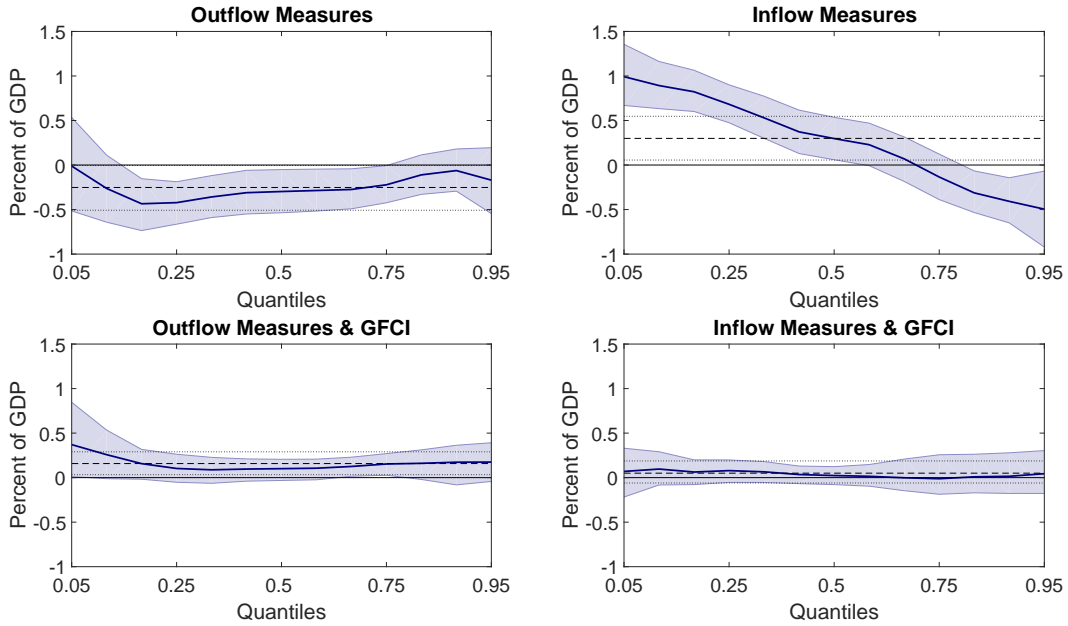 Outflow Measures
1.5
1
0.5
0
-0.5
-1
Percent of GDP
0.05 0.25 0.5 0.75 0.95
Quantiles
Inflow Measures
1.5
1
0.5
0
-0.5
-1
Percent of GDP
0.05 0.25 0.5 0.75 0.95
Quantiles
Outflow Measures & GFCI
1.5
1
0.5
0
-0.5
-1
Percent of GDP
0.05 0.25 0.5 0.75 0.95
Quantiles
Inflow Measures & GFCI
1.5
1
0.5
0
-0.5
-1
Percent of GDP
0.05 0.25 0.5 0.75 0.95
Quantiles